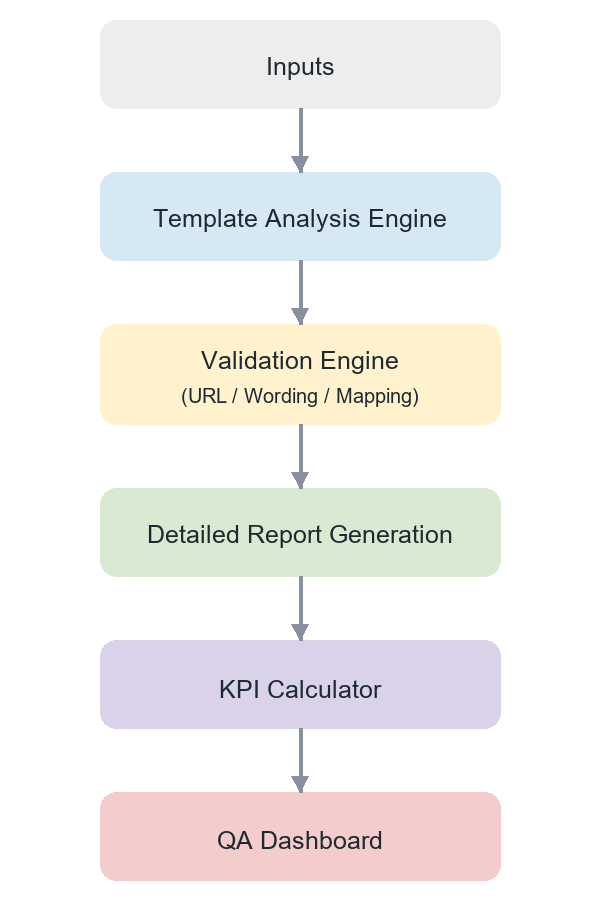 Inputs
Template Analysis Engine
Validation Engine
(URL / Wording / Mapping)
Detailed Report Generation
KPI Calculator
QA Dashboard